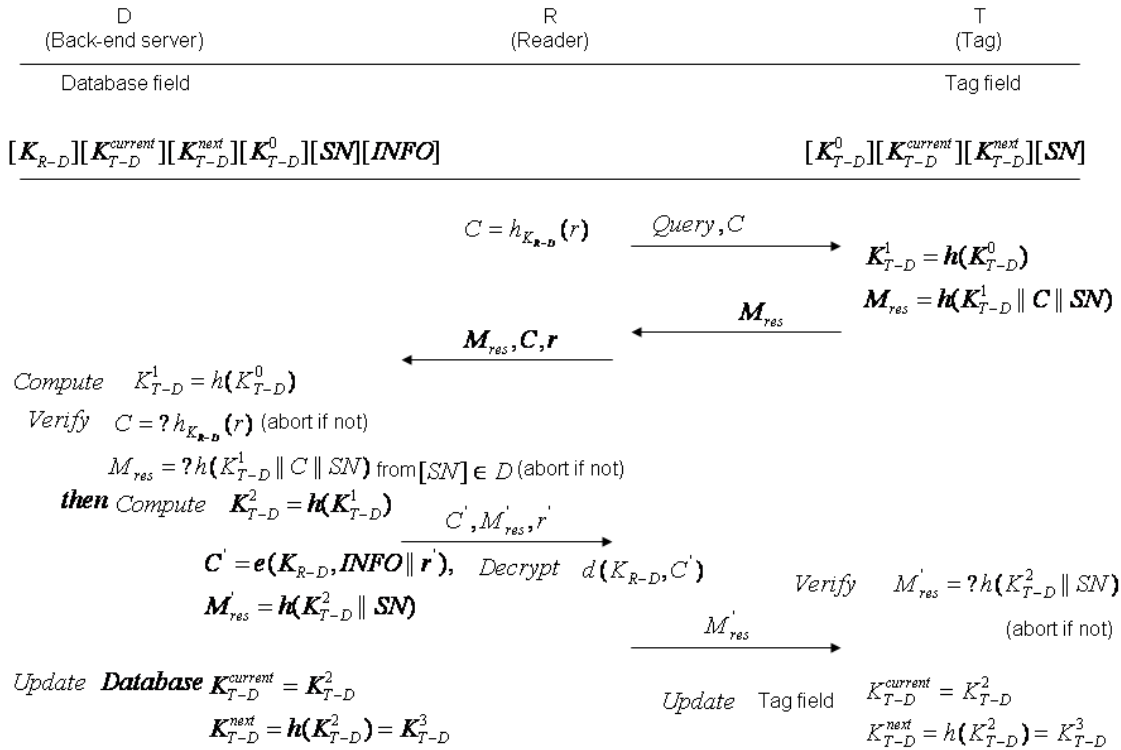 D R T
(Back-end server) (Reader) (Tag)
Database field Tag field
[K_{R-D}][K_{T-D}^{current}][K_{T-D}^{next}][K_{T-D}^{0}][SN][INFO] [K_{T-D}^{0}][K_{T-D}^{current}][K_{T-D}^{next}][SN]
C = h_{K_{R-D}}(r) Query, C
K_{T-D}^{1} = h(K_{T-D}^{0})
M_{res} = h(K_{T-D}^{1} || C || SN)
M_{res}
M_{res}, C, r
Compute K_{T-D}^{1} = h(K_{T-D}^{0})
Verify C = ? h_{K_{R-D}}(r) (abort if not)
M_{res} = ? h(K_{T-D}^{1} || C || SN) from [SN] ∈ D (abort if not)
then Compute K_{T-D}^{2} = h(K_{T-D}^{1})
C', M'_{res}, r'
C' = e(K_{R-D}, INFO || r'), Decrypt d(K_{R-D}, C')
M'_{res} = h(K_{T-D}^{2} || SN)
Verify M'_{res} = ? h(K_{T-D}^{2} || SN)
(abort if not)
M'_{res}
Update Database K_{T-D}^{current} = K_{T-D}^{2}
K_{T-D}^{next} = h(K_{T-D}^{2}) = K_{T-D}^{3}
Update Tag field K_{T-D}^{current} = K_{T-D}^{2}
K_{T-D}^{next} = h(K_{T-D}^{2}) = K_{T-D}^{3}